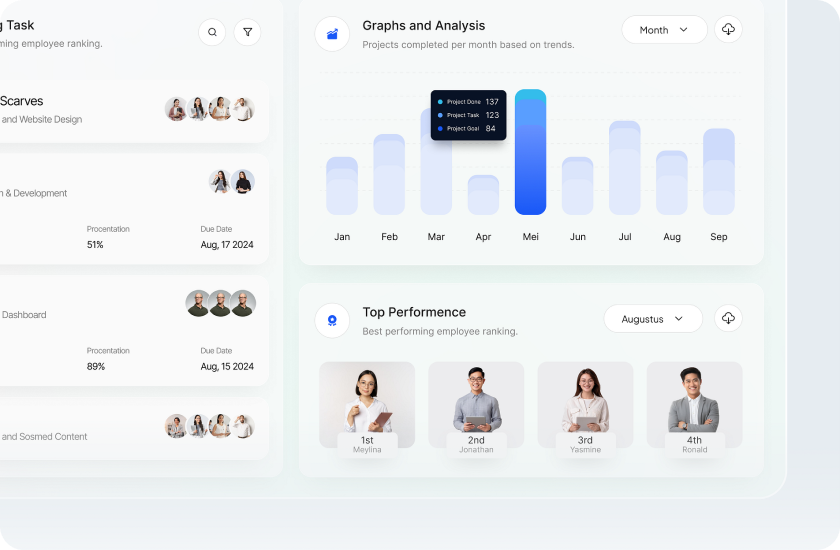 g Task
ming employee ranking.
Scarves
and Website Design
n & Development
Procentation
Due Date
51%
Aug, 17 2024
Dashboard
Procentation
Due Date
89%
Aug, 15 2024
and Sosmed Content
Graphs and Analysis
Projects completed per month based on trends.
Month
Project Done 137
Project Task 123
Project Goal 84
Jan Feb Mar Apr Mei Jun Jul Aug Sep
Top Performence
Best performing employee ranking.
Augustus
1st
Meylina
2nd
Jonathan
3rd
Yasmine
4th
Ronald